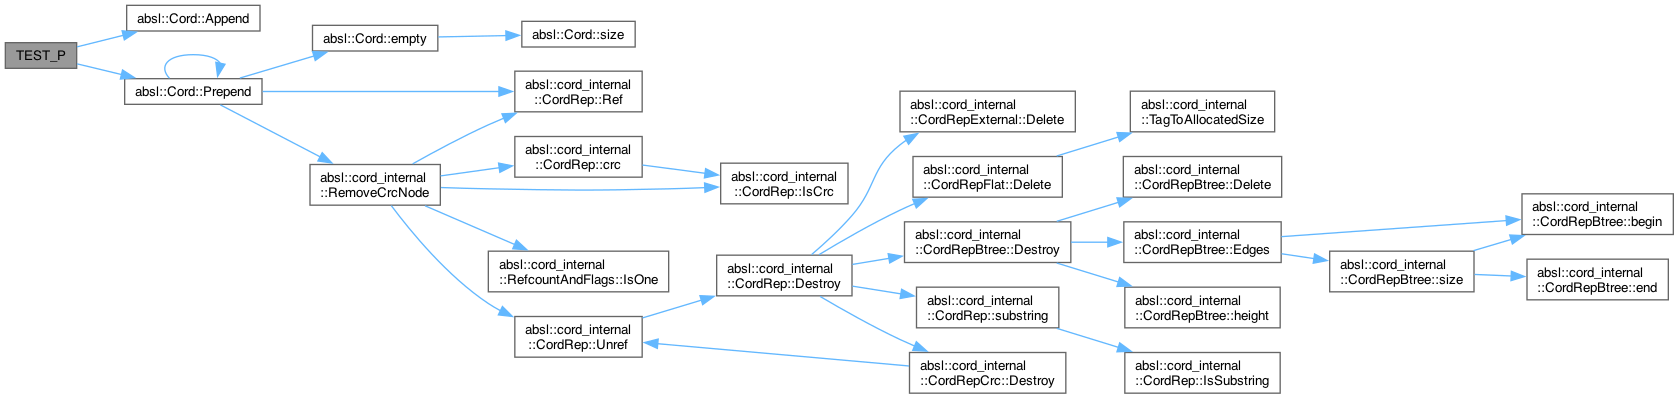 TEST_P
absl::Cord::Append
absl::Cord::Prepend
absl::Cord::empty
absl::Cord::size
absl::cord_internal
::CordRep::Ref
absl::cord_internal
::RemoveCrcNode
absl::cord_internal
::CordRep::crc
absl::cord_internal
::CordRep::IsCrc
absl::cord_internal
::RefcountAndFlags::IsOne
absl::cord_internal
::CordRep::Unref
absl::cord_internal
::CordRep::Destroy
absl::cord_internal
::CordRepExternal::Delete
absl::cord_internal
::CordRepFlat::Delete
absl::cord_internal
::TagToAllocatedSize
absl::cord_internal
::CordRepBtree::Destroy
absl::cord_internal
::CordRepBtree::Delete
absl::cord_internal
::CordRepBtree::Edges
absl::cord_internal
::CordRepBtree::begin
absl::cord_internal
::CordRepBtree::size
absl::cord_internal
::CordRepBtree::end
absl::cord_internal
::CordRepBtree::height
absl::cord_internal
::CordRep::substring
absl::cord_internal
::CordRep::IsSubstring
absl::cord_internal
::CordRepCrc::Destroy